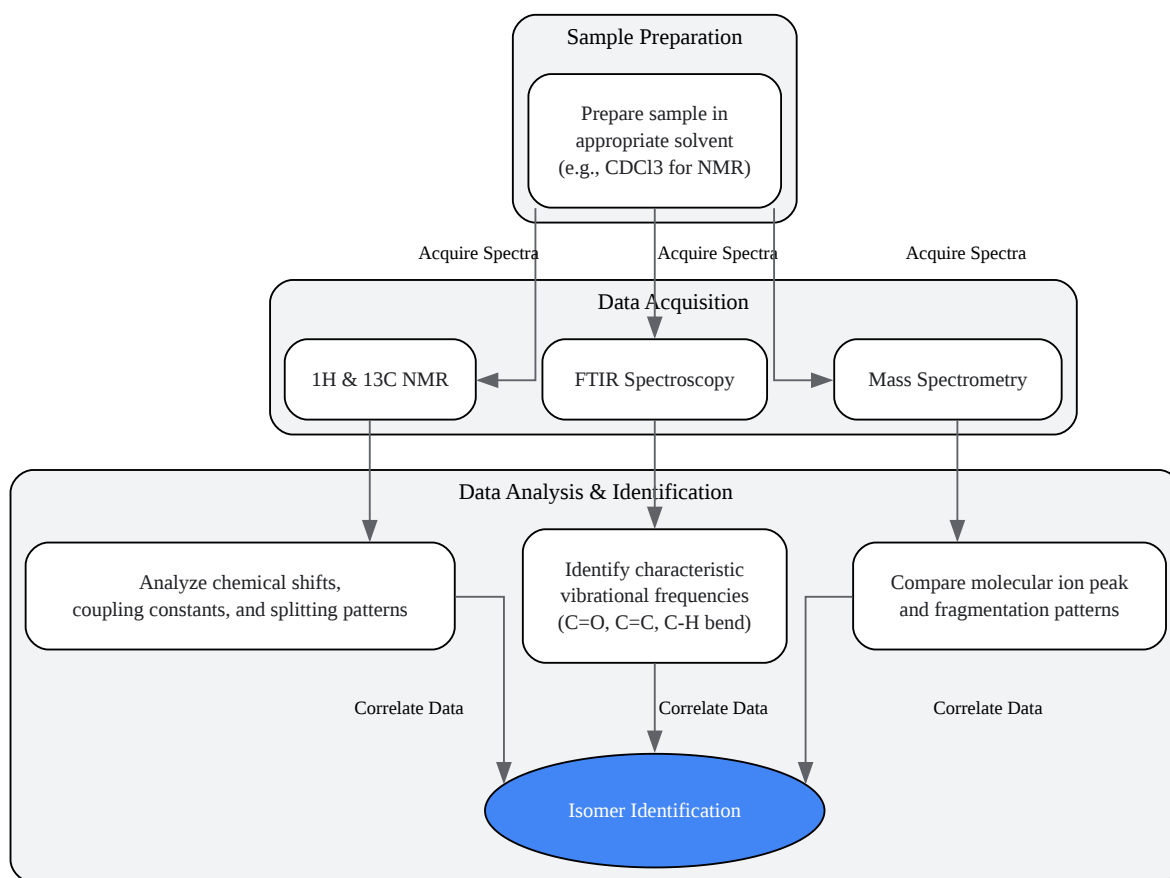 Sample Preparation
Prepare sample in
appropriate solvent
(e.g., CDCl3 for NMR)
Acquire Spectra
Acquire Spectra
Acquire Spectra
Data Acquisition
1H & 13C NMR
FTIR Spectroscopy
Mass Spectrometry
Data Analysis & Identification
Analyze chemical shifts,
coupling constants, and splitting patterns
Identify characteristic
vibrational frequencies
(C=O, C=C, C-H bend)
Compare molecular ion peak
and fragmentation patterns
Correlate Data
Correlate Data
Correlate Data
Isomer Identification